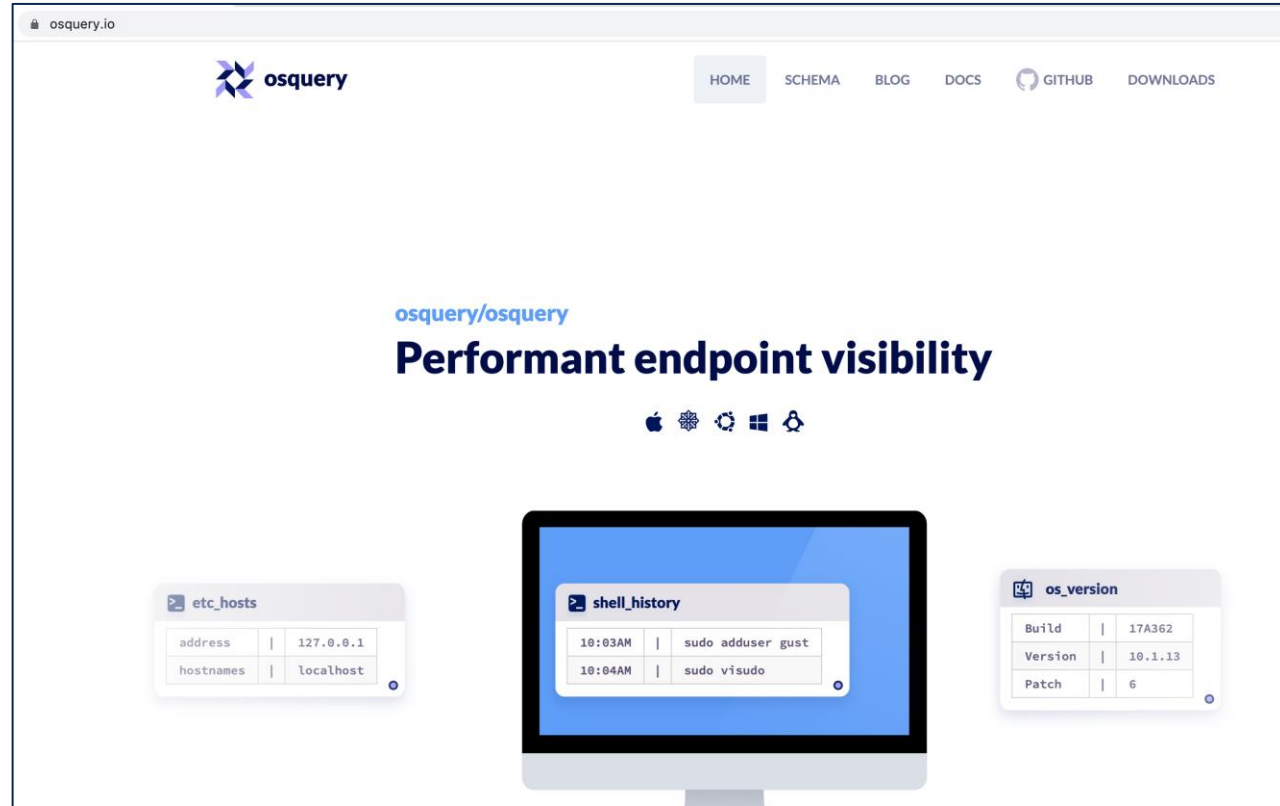 osquery.io
osquery
HOME SCHEMA BLOG DOCS GITHUB DOWNLOADS
osquery/osquery
Performant endpoint visibility
etc_hosts
address | 127.0.0.1
hostnames | localhost
shell_history
10:03AM | sudo adduser gust
10:04AM | sudo visudo
os_version
Build | 17A362
Version | 10.1.13
Patch | 6